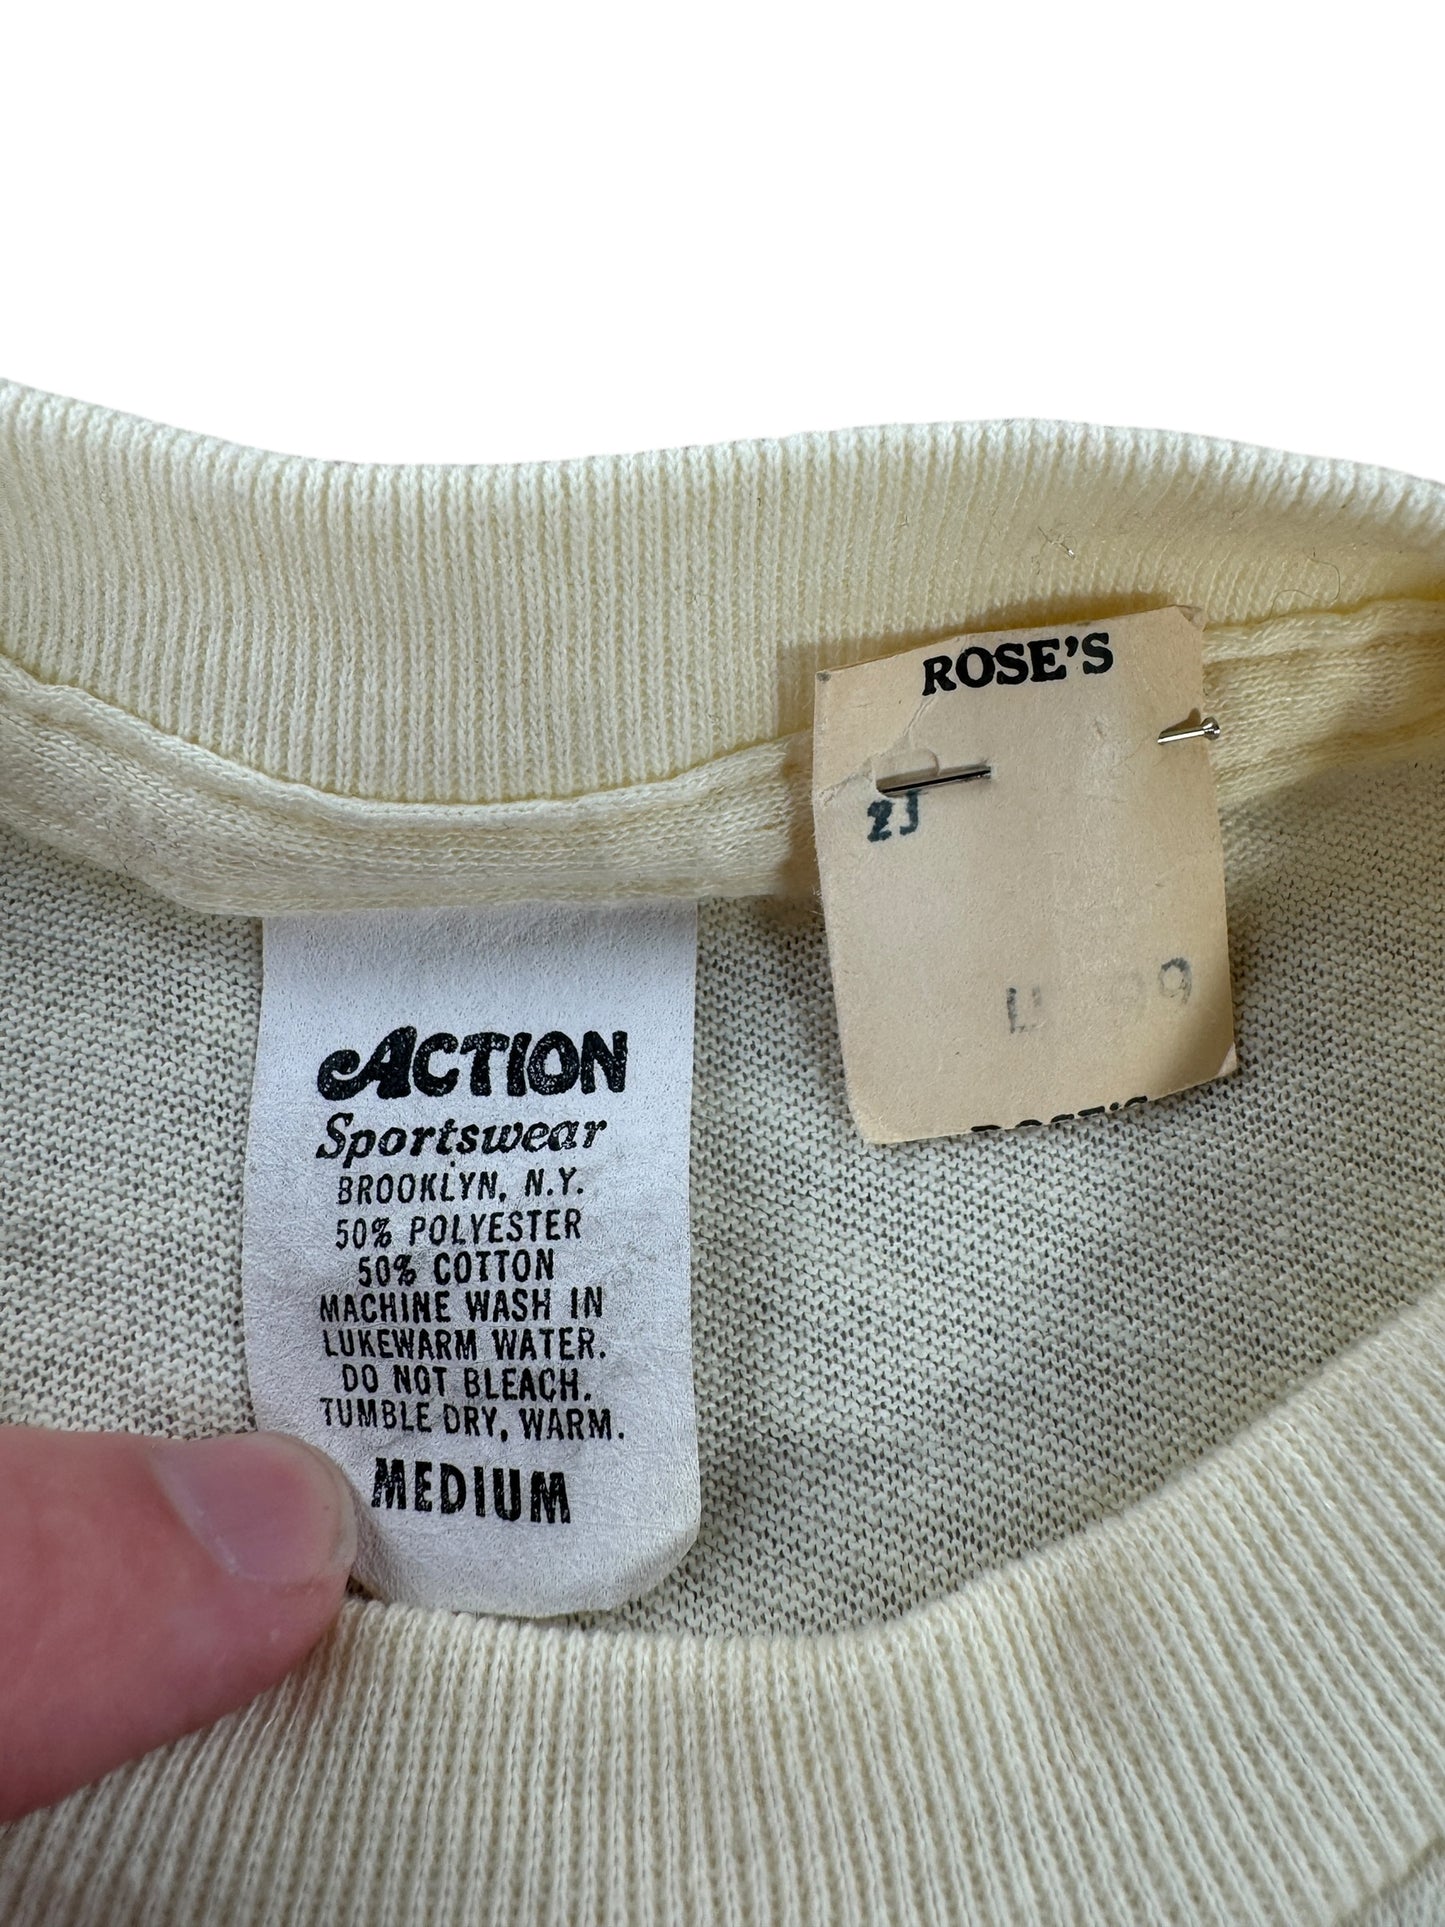 ROSE'S
2J
ACTION
Sportswear
BROOKLYN, N.Y.
50% POLYESTER
50% COTTON
MACHINE WASH IN
LUKEWARM WATER.
DO NOT BLEACH.
TUMBLE DRY, WARM.
MEDIUM